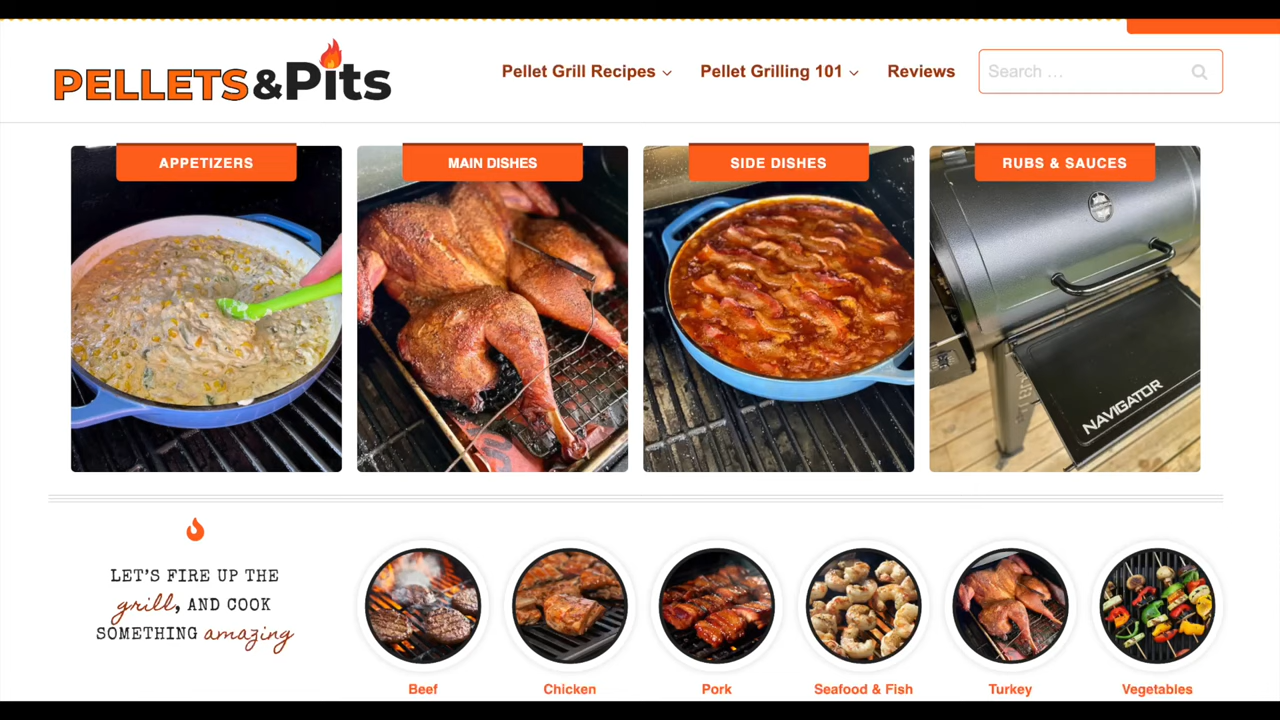 PELLETS&Pits
Pellet Grill Recipes
Pellet Grilling 101
Reviews
Search ...
APPETIZERS
MAIN DISHES
SIDE DISHES
RUBS & SAUCES
NAVIGATOR
LET'S FIRE UP THE
grill, AND COOK
SOMETHING amazing
Beef
Chicken
Pork
Seafood & Fish
Turkey
Vegetables